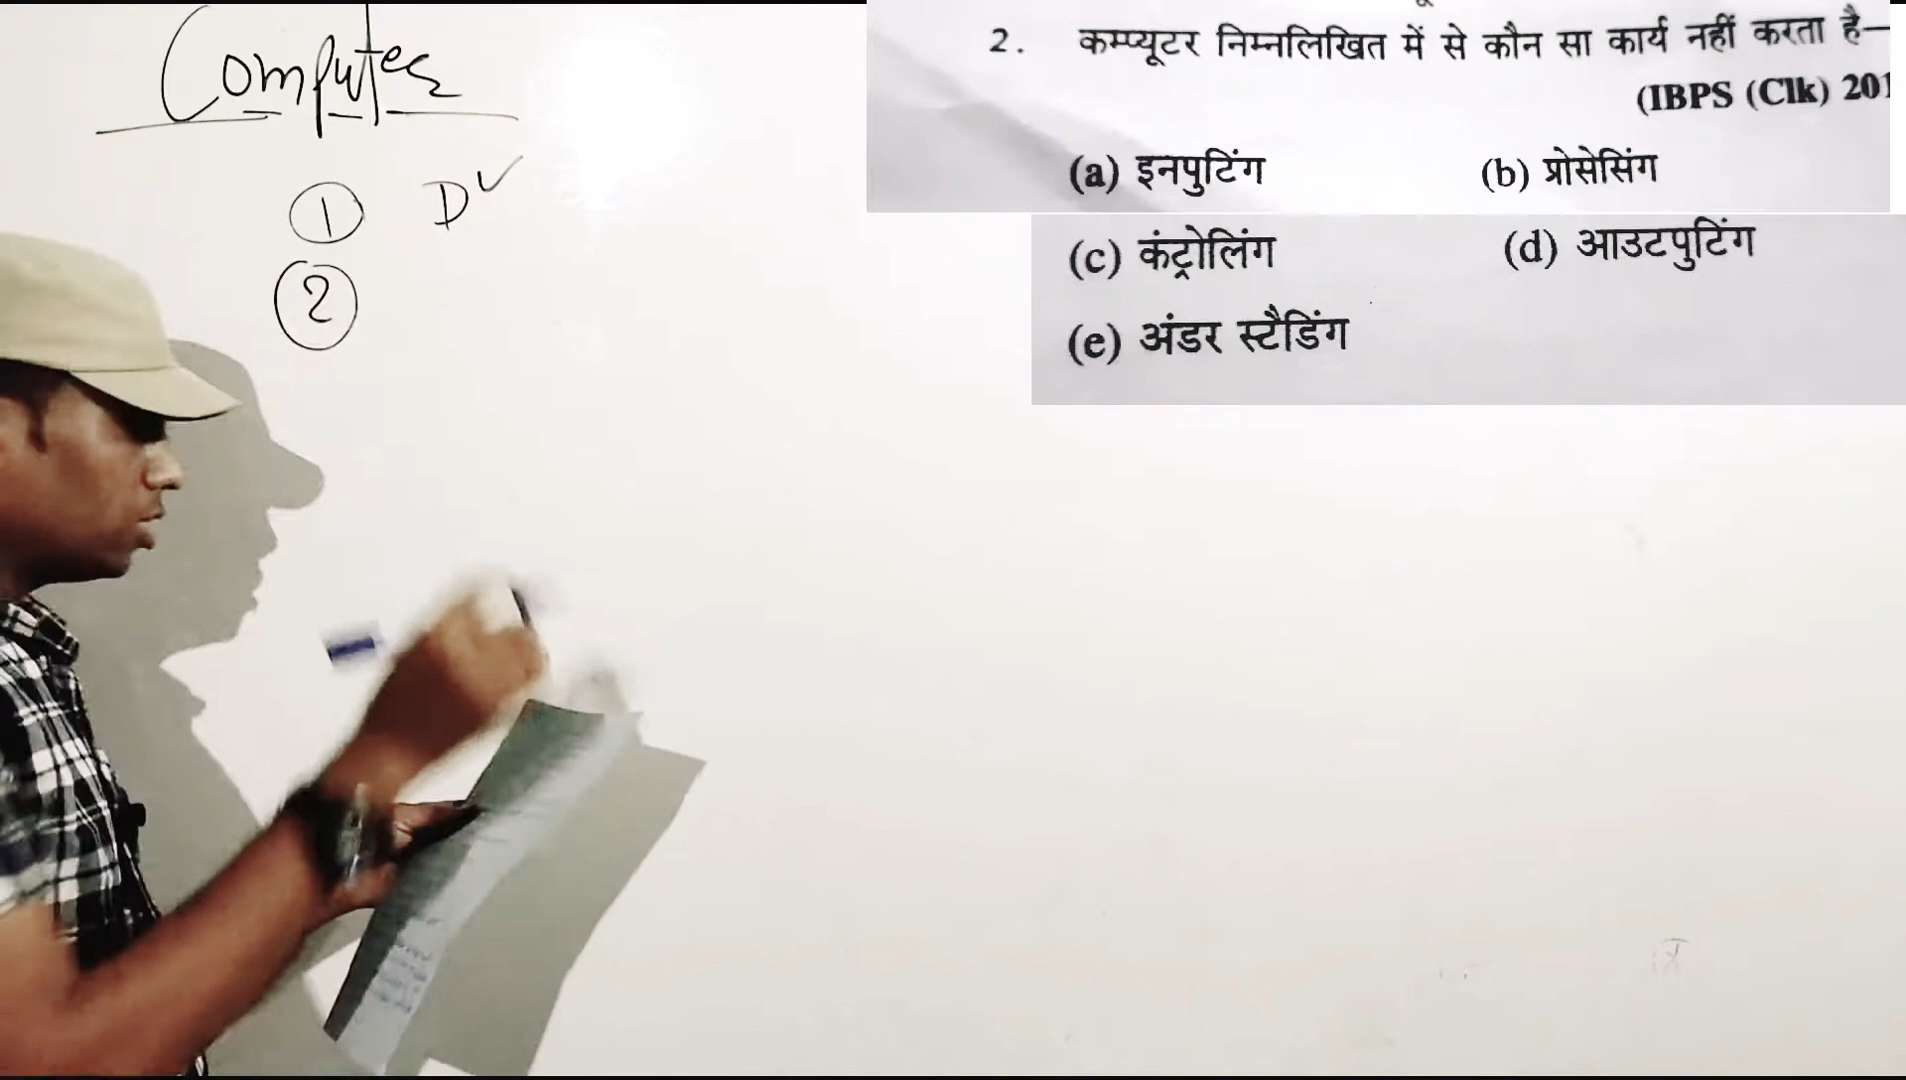 Computer
① D ✓
②
2. कम्प्यूटर निम्नलिखित में से कौन सा कार्य नहीं करता है—
(IBPS (Clk) 201
(a) इनपुटिंग (b) प्रोसेसिंग
(c) कंट्रोलिंग (d) आउटपुटिंग
(e) अंडर स्टैडिंग